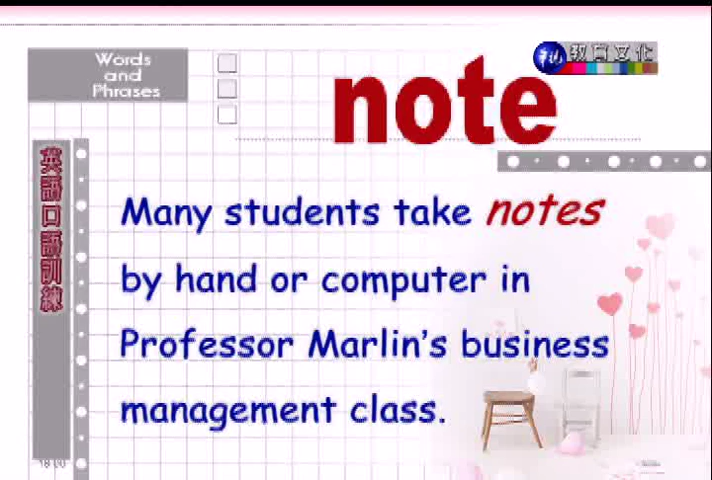 Words
and
Phrases
note
教育文化
英語口語訓練
Many students take notes
by hand or computer in
Professor Marlin's business
management class.